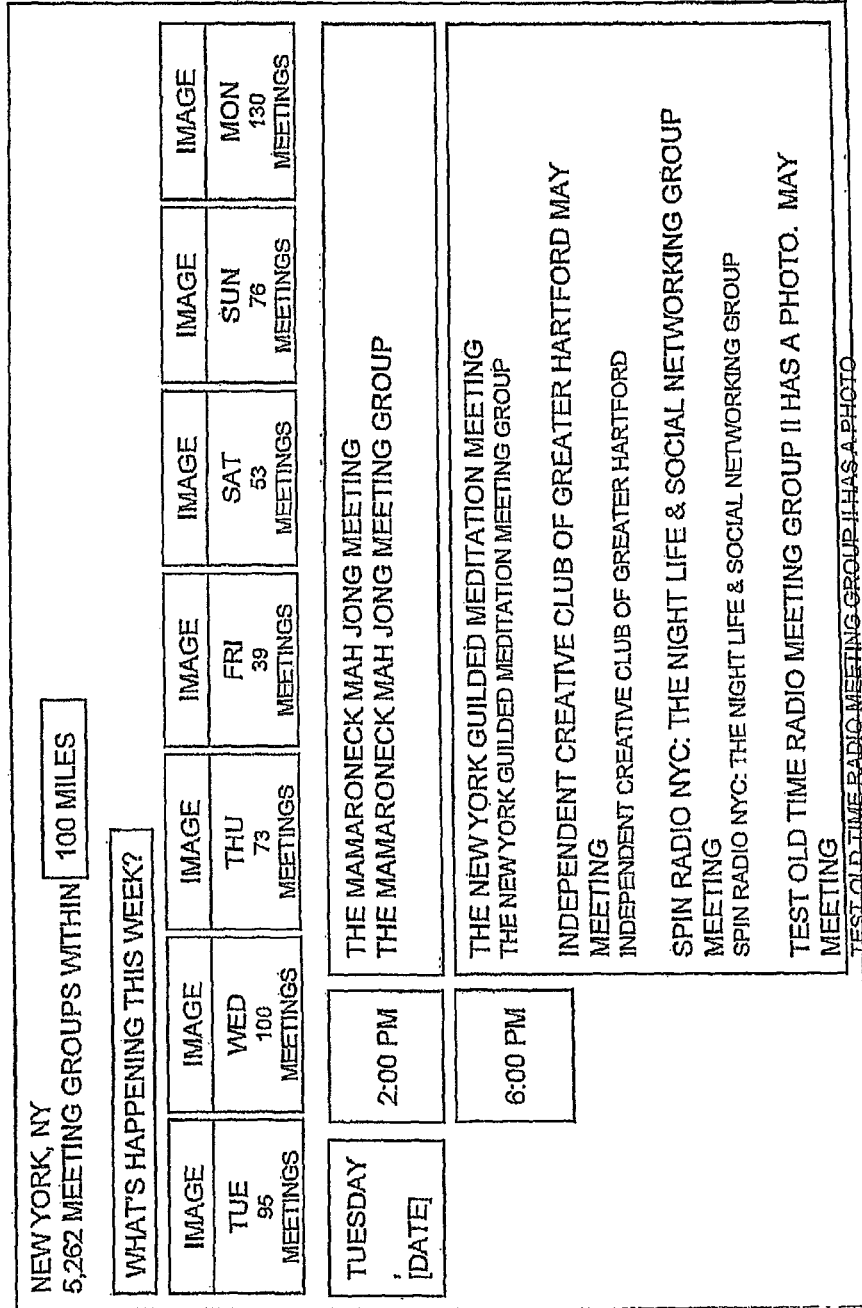 NEW YORK, NY
5,262 MEETING GROUPS WITHIN 100 MILES
WHAT'S HAPPENING THIS WEEK?
IMAGE IMAGE IMAGE IMAGE IMAGE IMAGE IMAGE
TUE WED THU FRI SAT SUN MON
95 100 73 39 53 76 130
MEETINGS MEETINGS MEETINGS MEETINGS MEETINGS MEETINGS MEETINGS
TUESDAY
,
[DATE]
2:00 PM
THE MAMARONECK MAH JONG MEETING
THE MAMARONECK MAH JONG MEETING GROUP
6:00 PM
THE NEW YORK GUILDED MEDITATION MEETING
THE NEW YORK GUILDED MEDITATION MEETING GROUP
INDEPENDENT CREATIVE CLUB OF GREATER HARTFORD MAY
MEETING
INDEPENDENT CREATIVE CLUB OF GREATER HARTFORD
SPIN RADIO NYC: THE NIGHT LIFE & SOCIAL NETWORKING GROUP
MEETING
SPIN RADIO NYC: THE NIGHT LIFE & SOCIAL NETWORKING GROUP
TEST OLD TIME RADIO MEETING GROUP II HAS A PHOTO. MAY
MEETING
TEST OLD TIME RADIO MEETING GROUP II HAS A PHOTO